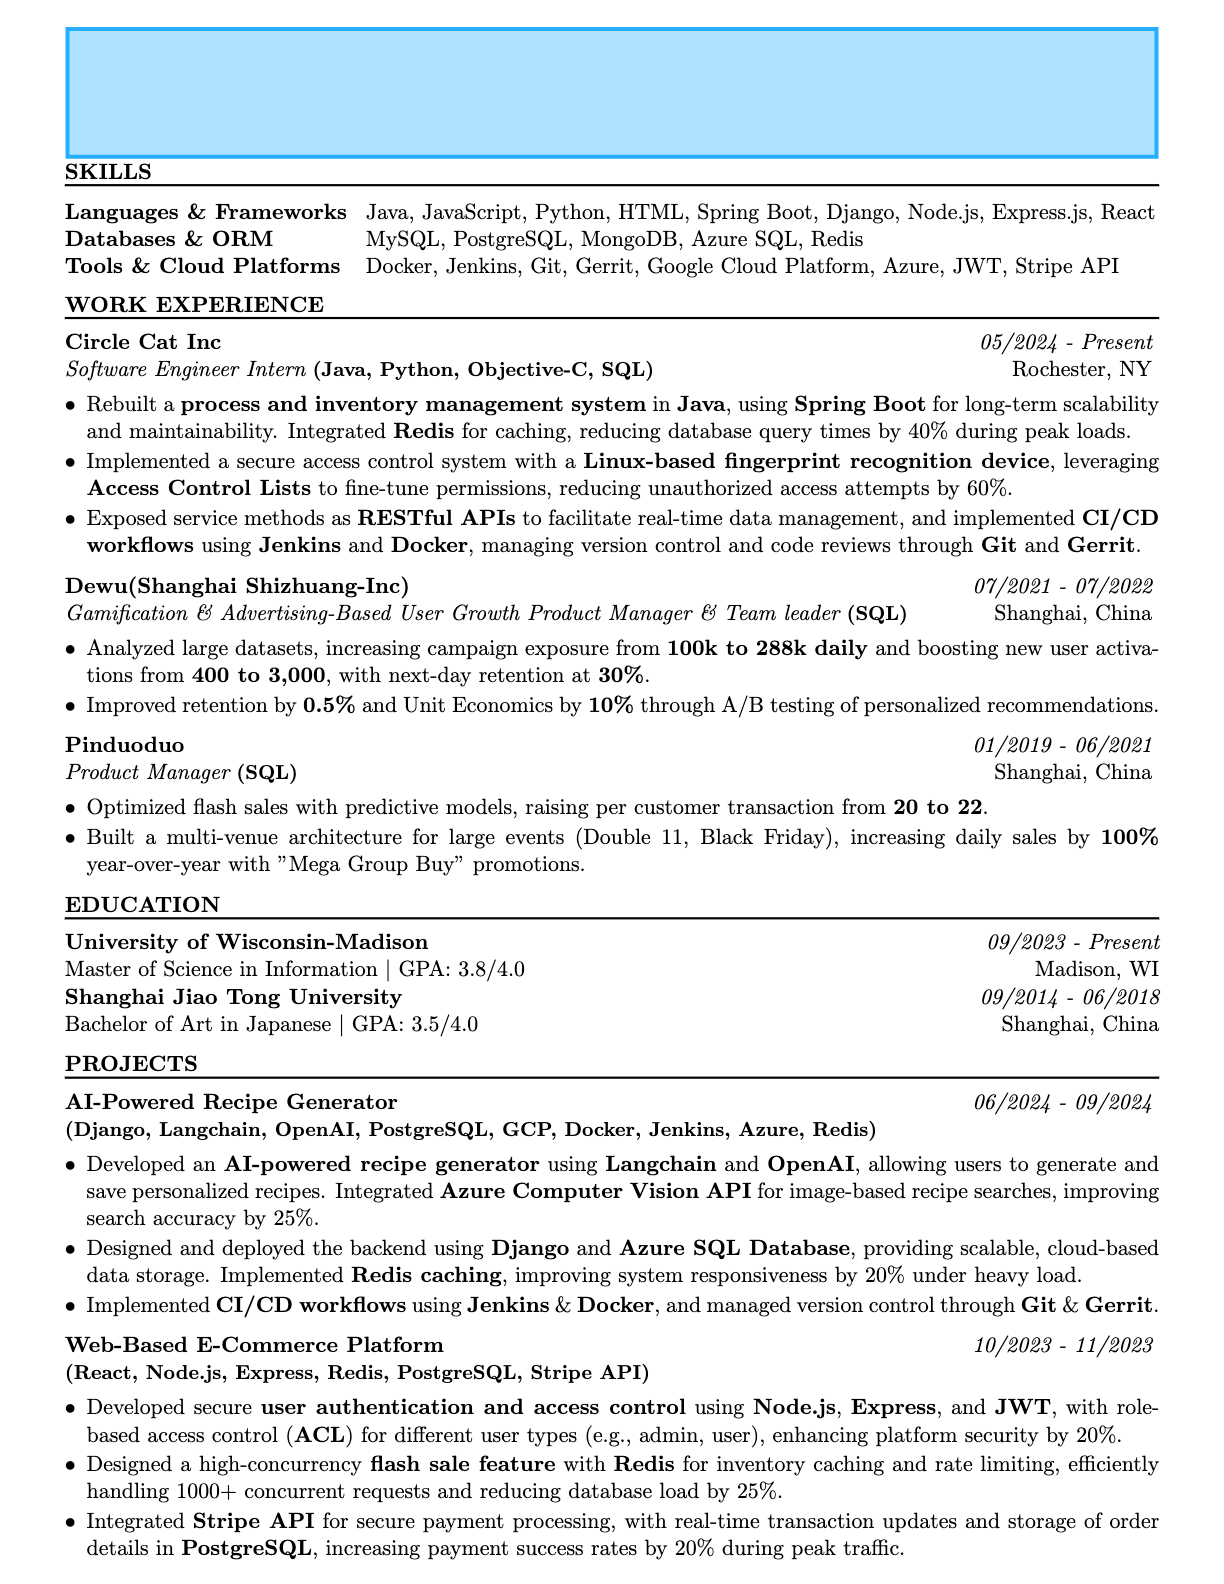 SKILLS
Languages & Frameworks Java, JavaScript, Python, HTML, Spring Boot, Django, Node.js, Express.js, React
Databases & ORM MySQL, PostgreSQL, MongoDB, Azure SQL, Redis
Tools & Cloud Platforms Docker, Jenkins, Git, Gerrit, Google Cloud Platform, Azure, JWT, Stripe API
WORK EXPERIENCE
Circle Cat Inc 05/2024 - Present
Software Engineer Intern (Java, Python, Objective-C, SQL) Rochester, NY
• Rebuilt a process and inventory management system in Java, using Spring Boot for long-term scalability
and maintainability. Integrated Redis for caching, reducing database query times by 40% during peak loads.
• Implemented a secure access control system with a Linux-based fingerprint recognition device, leveraging
Access Control Lists to fine-tune permissions, reducing unauthorized access attempts by 60%.
• Exposed service methods as RESTful APIs to facilitate real-time data management, and implemented CI/CD
workflows using Jenkins and Docker, managing version control and code reviews through Git and Gerrit.
Dewu(Shanghai Shizhuang-Inc) 07/2021 - 07/2022
Gamification & Advertising-Based User Growth Product Manager & Team leader (SQL) Shanghai, China
• Analyzed large datasets, increasing campaign exposure from 100k to 288k daily and boosting new user activa-
tions from 400 to 3,000, with next-day retention at 30%.
• Improved retention by 0.5% and Unit Economics by 10% through A/B testing of personalized recommendations.
Pinduoduo 01/2019 - 06/2021
Product Manager (SQL) Shanghai, China
• Optimized flash sales with predictive models, raising per customer transaction from 20 to 22.
• Built a multi-venue architecture for large events (Double 11, Black Friday), increasing daily sales by 100%
year-over-year with ”Mega Group Buy” promotions.
EDUCATION
University of Wisconsin-Madison 09/2023 - Present
Master of Science in Information | GPA: 3.8/4.0 Madison, WI
Shanghai Jiao Tong University 09/2014 - 06/2018
Bachelor of Art in Japanese | GPA: 3.5/4.0 Shanghai, China
PROJECTS
AI-Powered Recipe Generator 06/2024 - 09/2024
(Django, Langchain, OpenAI, PostgreSQL, GCP, Docker, Jenkins, Azure, Redis)
• Developed an AI-powered recipe generator using Langchain and OpenAI, allowing users to generate and
save personalized recipes. Integrated Azure Computer Vision API for image-based recipe searches, improving
search accuracy by 25%.
• Designed and deployed the backend using Django and Azure SQL Database, providing scalable, cloud-based
data storage. Implemented Redis caching, improving system responsiveness by 20% under heavy load.
• Implemented CI/CD workflows using Jenkins & Docker, and managed version control through Git & Gerrit.
Web-Based E-Commerce Platform 10/2023 - 11/2023
(React, Node.js, Express, Redis, PostgreSQL, Stripe API)
• Developed secure user authentication and access control using Node.js, Express, and JWT, with role-
based access control (ACL) for different user types (e.g., admin, user), enhancing platform security by 20%.
• Designed a high-concurrency flash sale feature with Redis for inventory caching and rate limiting, efficiently
handling 1000+ concurrent requests and reducing database load by 25%.
• Integrated Stripe API for secure payment processing, with real-time transaction updates and storage of order
details in PostgreSQL, increasing payment success rates by 20% during peak traffic.